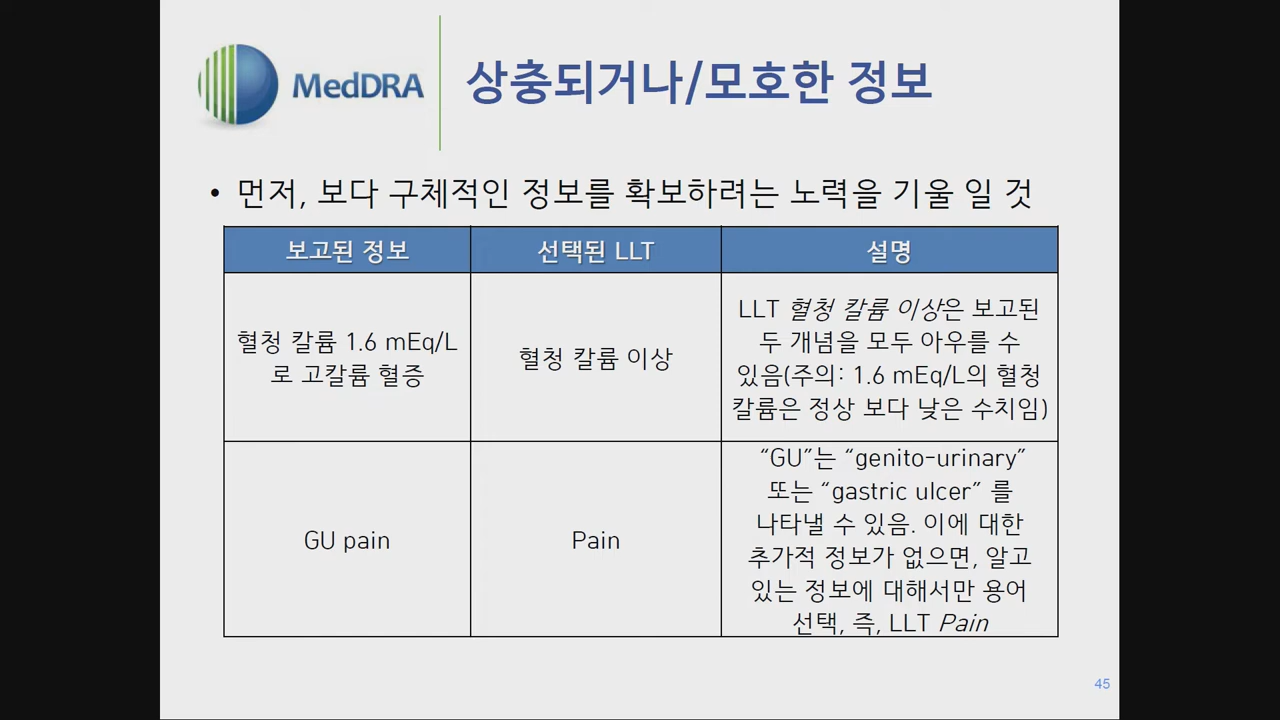 MedDRA
상충되거나/모호한 정보
• 먼저, 보다 구체적인 정보를 확보하려는 노력을 기울 일 것
보고된 정보
선택된 LLT
설명
혈청 칼륨 1.6 mEq/L
로 고칼륨 혈증
혈청 칼륨 이상
LLT 혈청 칼륨 이상은 보고된
두 개념을 모두 아우를 수
있음(주의: 1.6 mEq/L의 혈청
칼륨은 정상 보다 낮은 수치임)
GU pain
Pain
“GU”는 “genito-urinary”
또는 “gastric ulcer” 를
나타낼 수 있음. 이에 대한
추가적 정보가 없으면, 알고
있는 정보에 대해서만 용어
선택, 즉, LLT Pain
45